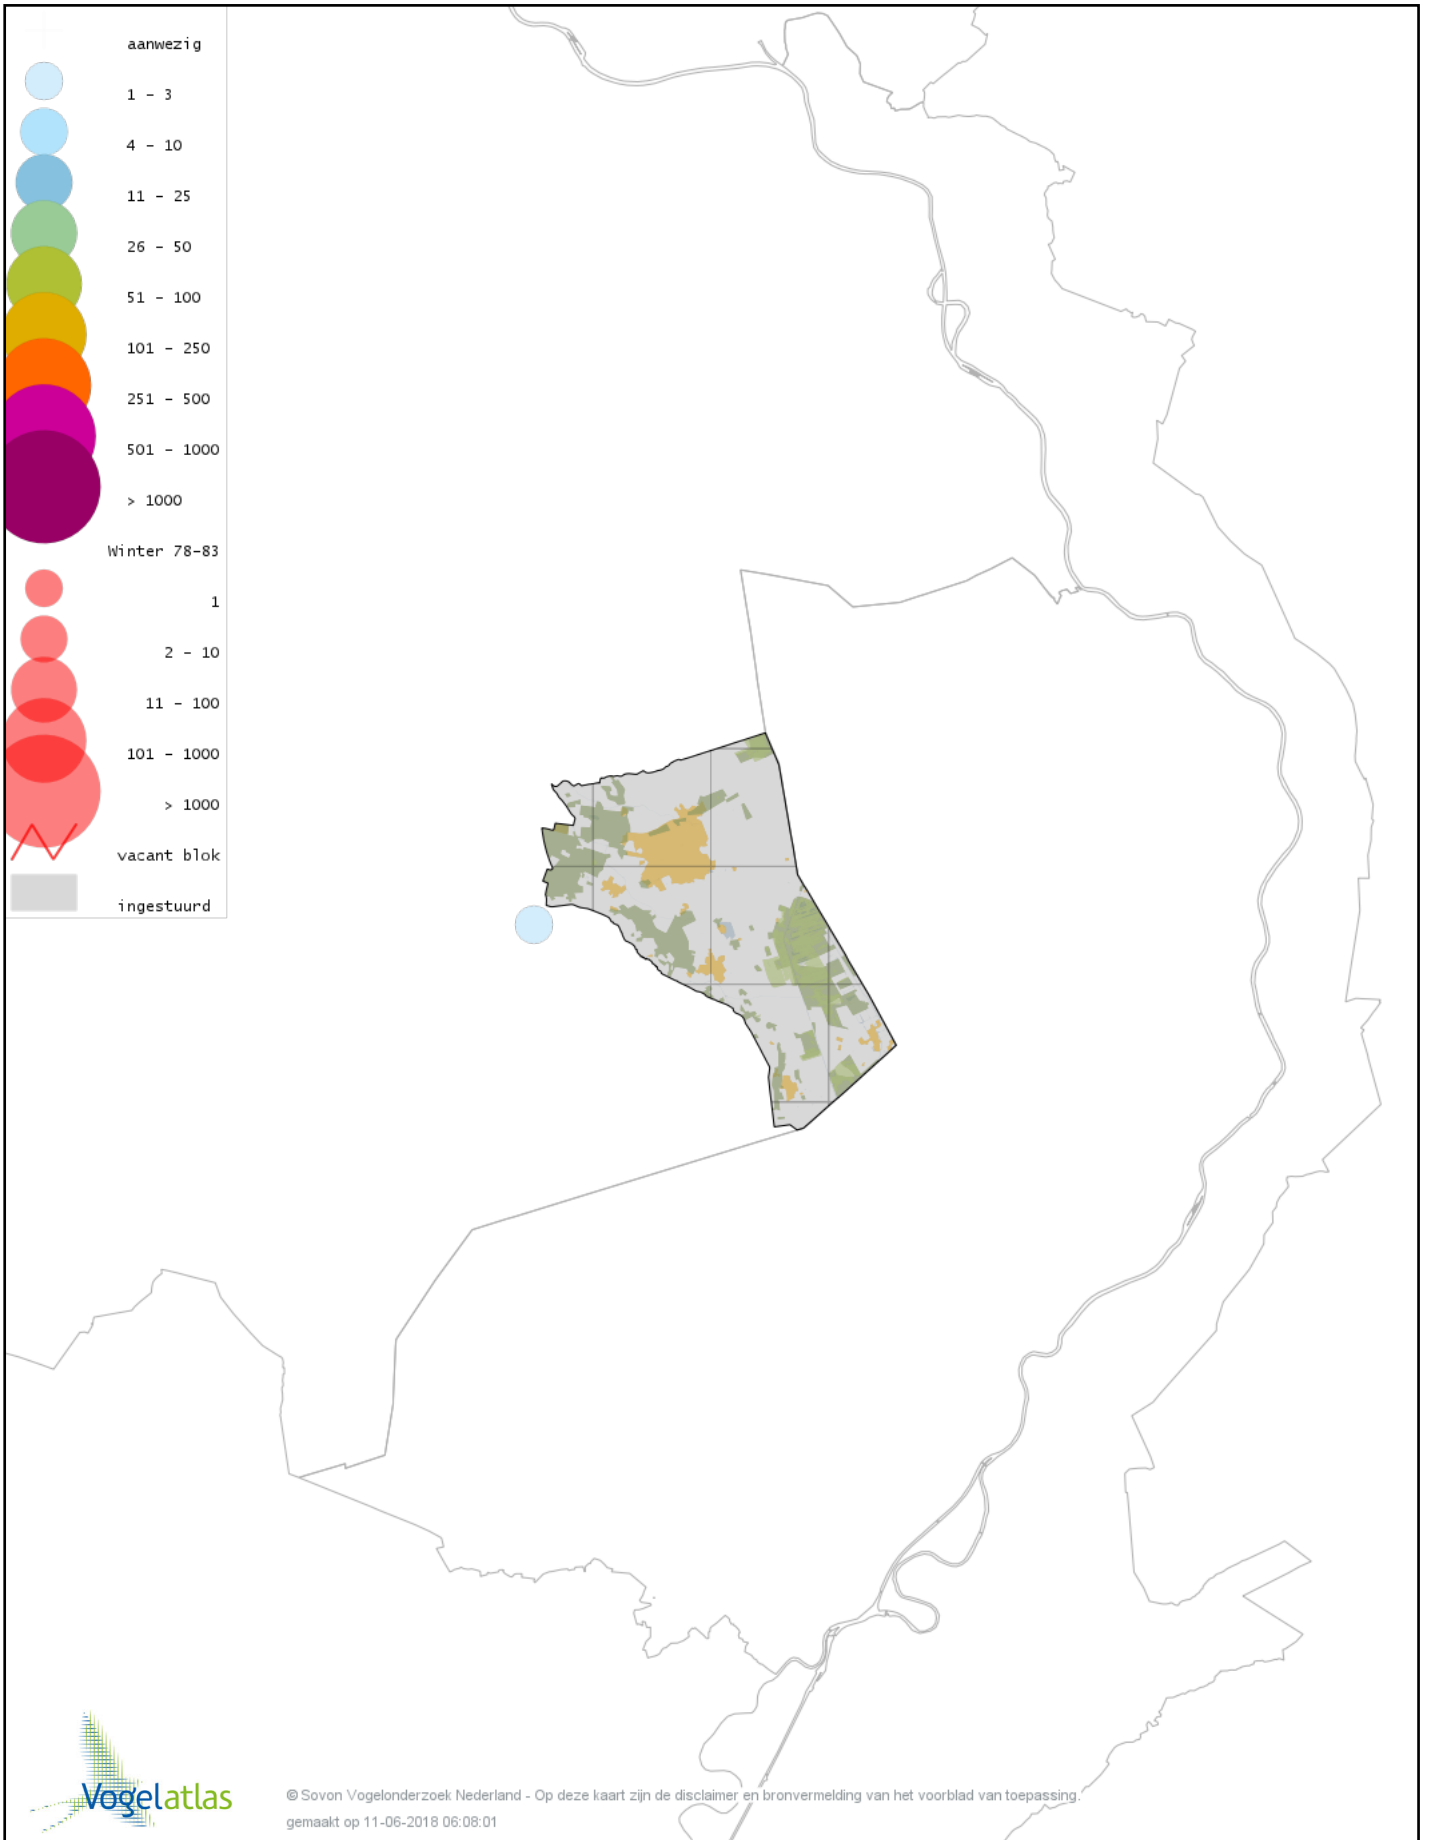 aanwezig
1 – 3
4 – 10
11 – 25
26 – 50
51 – 100
101 – 250
251 – 500
501 – 1000
> 1000
Winter 78–83
1
2 – 10
11 – 100
101 – 1000
> 1000
vacant blok
ingestuurd
Vogelatlas
© Sovon Vogelonderzoek Nederland - Op deze kaart zijn de disclaimer en bronvermelding van het voorblad van toepassing.
gemaakt op 11-06-2018 06:08:01